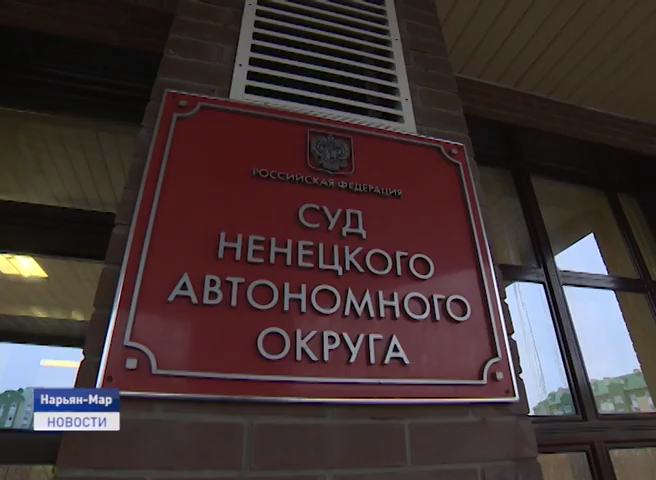 РОССИЙСКАЯ ФЕДЕРАЦИЯ
СУД
НЕНЕЦКОГО
АВТОНОМНОГО
ОКРУГА
Нарьян-Мар
НОВОСТИ